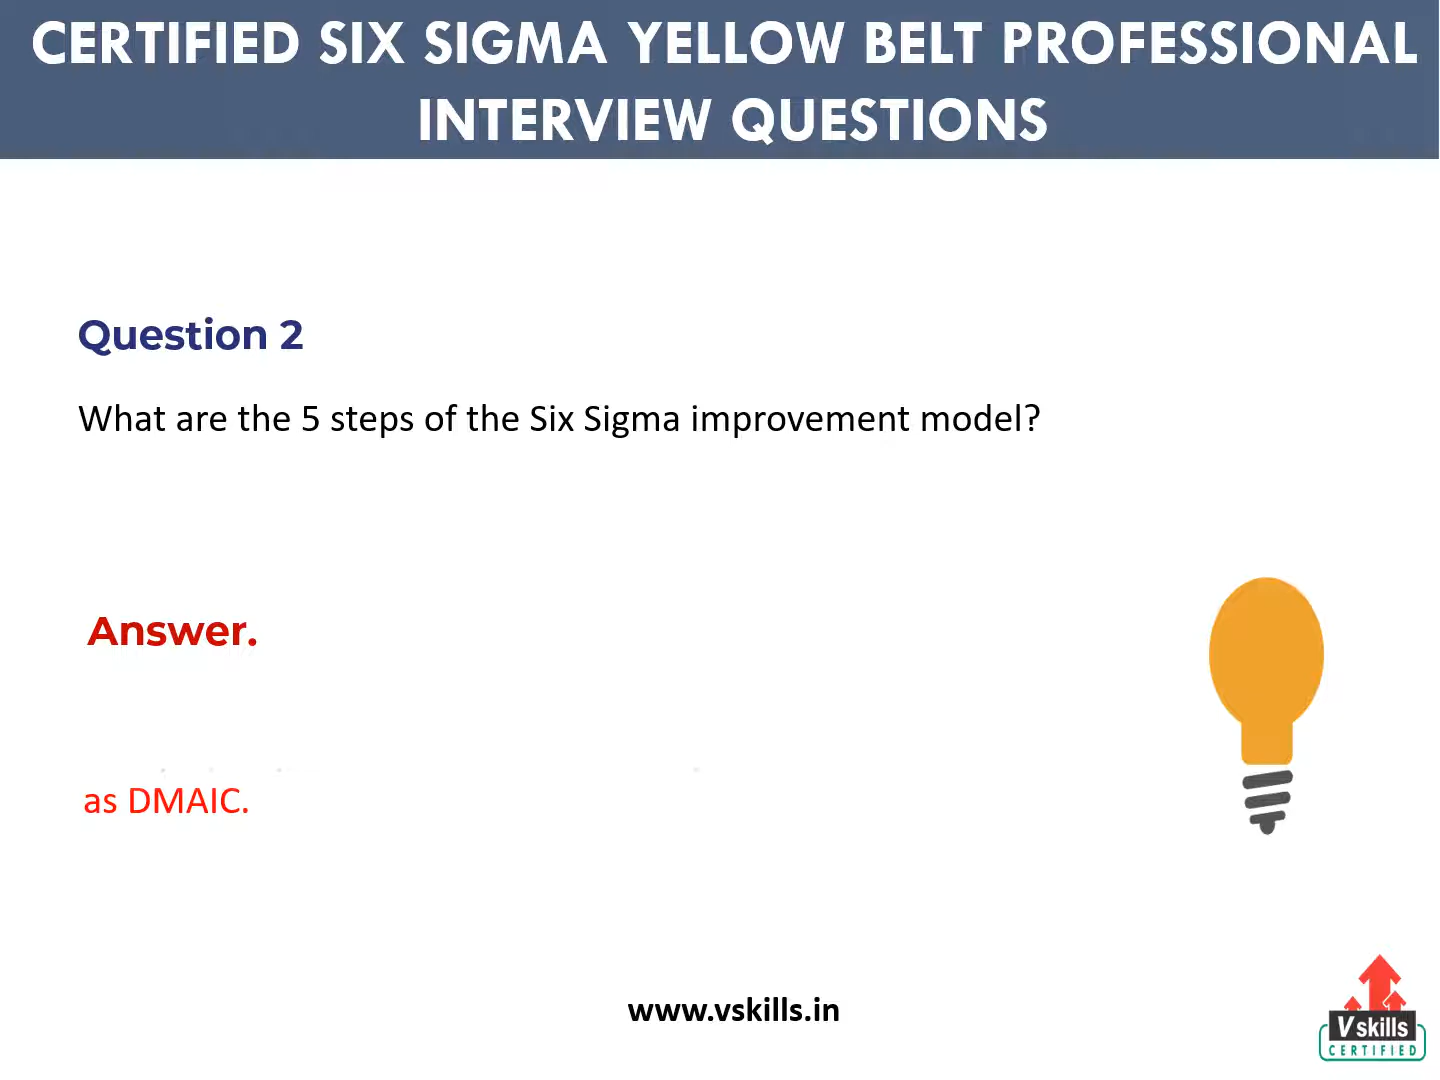 CERTIFIED SIX SIGMA YELLOW BELT PROFESSIONAL
INTERVIEW QUESTIONS
Question 2
What are the 5 steps of the Six Sigma improvement model?
Answer.
as DMAIC.
www.vskills.in
V skills
CERTIFIED